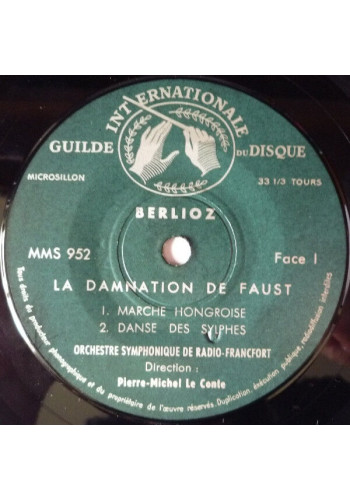 GUILDE INTERNATIONALE DU DISQUE
MICROSILLON
33 1/3 TOURS
BERLIOZ
MMS 952
Face 1
LA DAMNATION DE FAUST
1. MARCHE HONGROISE
2. DANSE DES SYLPHES
ORCHESTRE SYMPHONIQUE DE RADIO-FRANCFORT
Direction :
Pierre-Michel Le Conte
Tous droits du producteur phonographique et du propriétaire de l'œuvre réservés. Duplication, exécution publique, radiodiffusion interdites